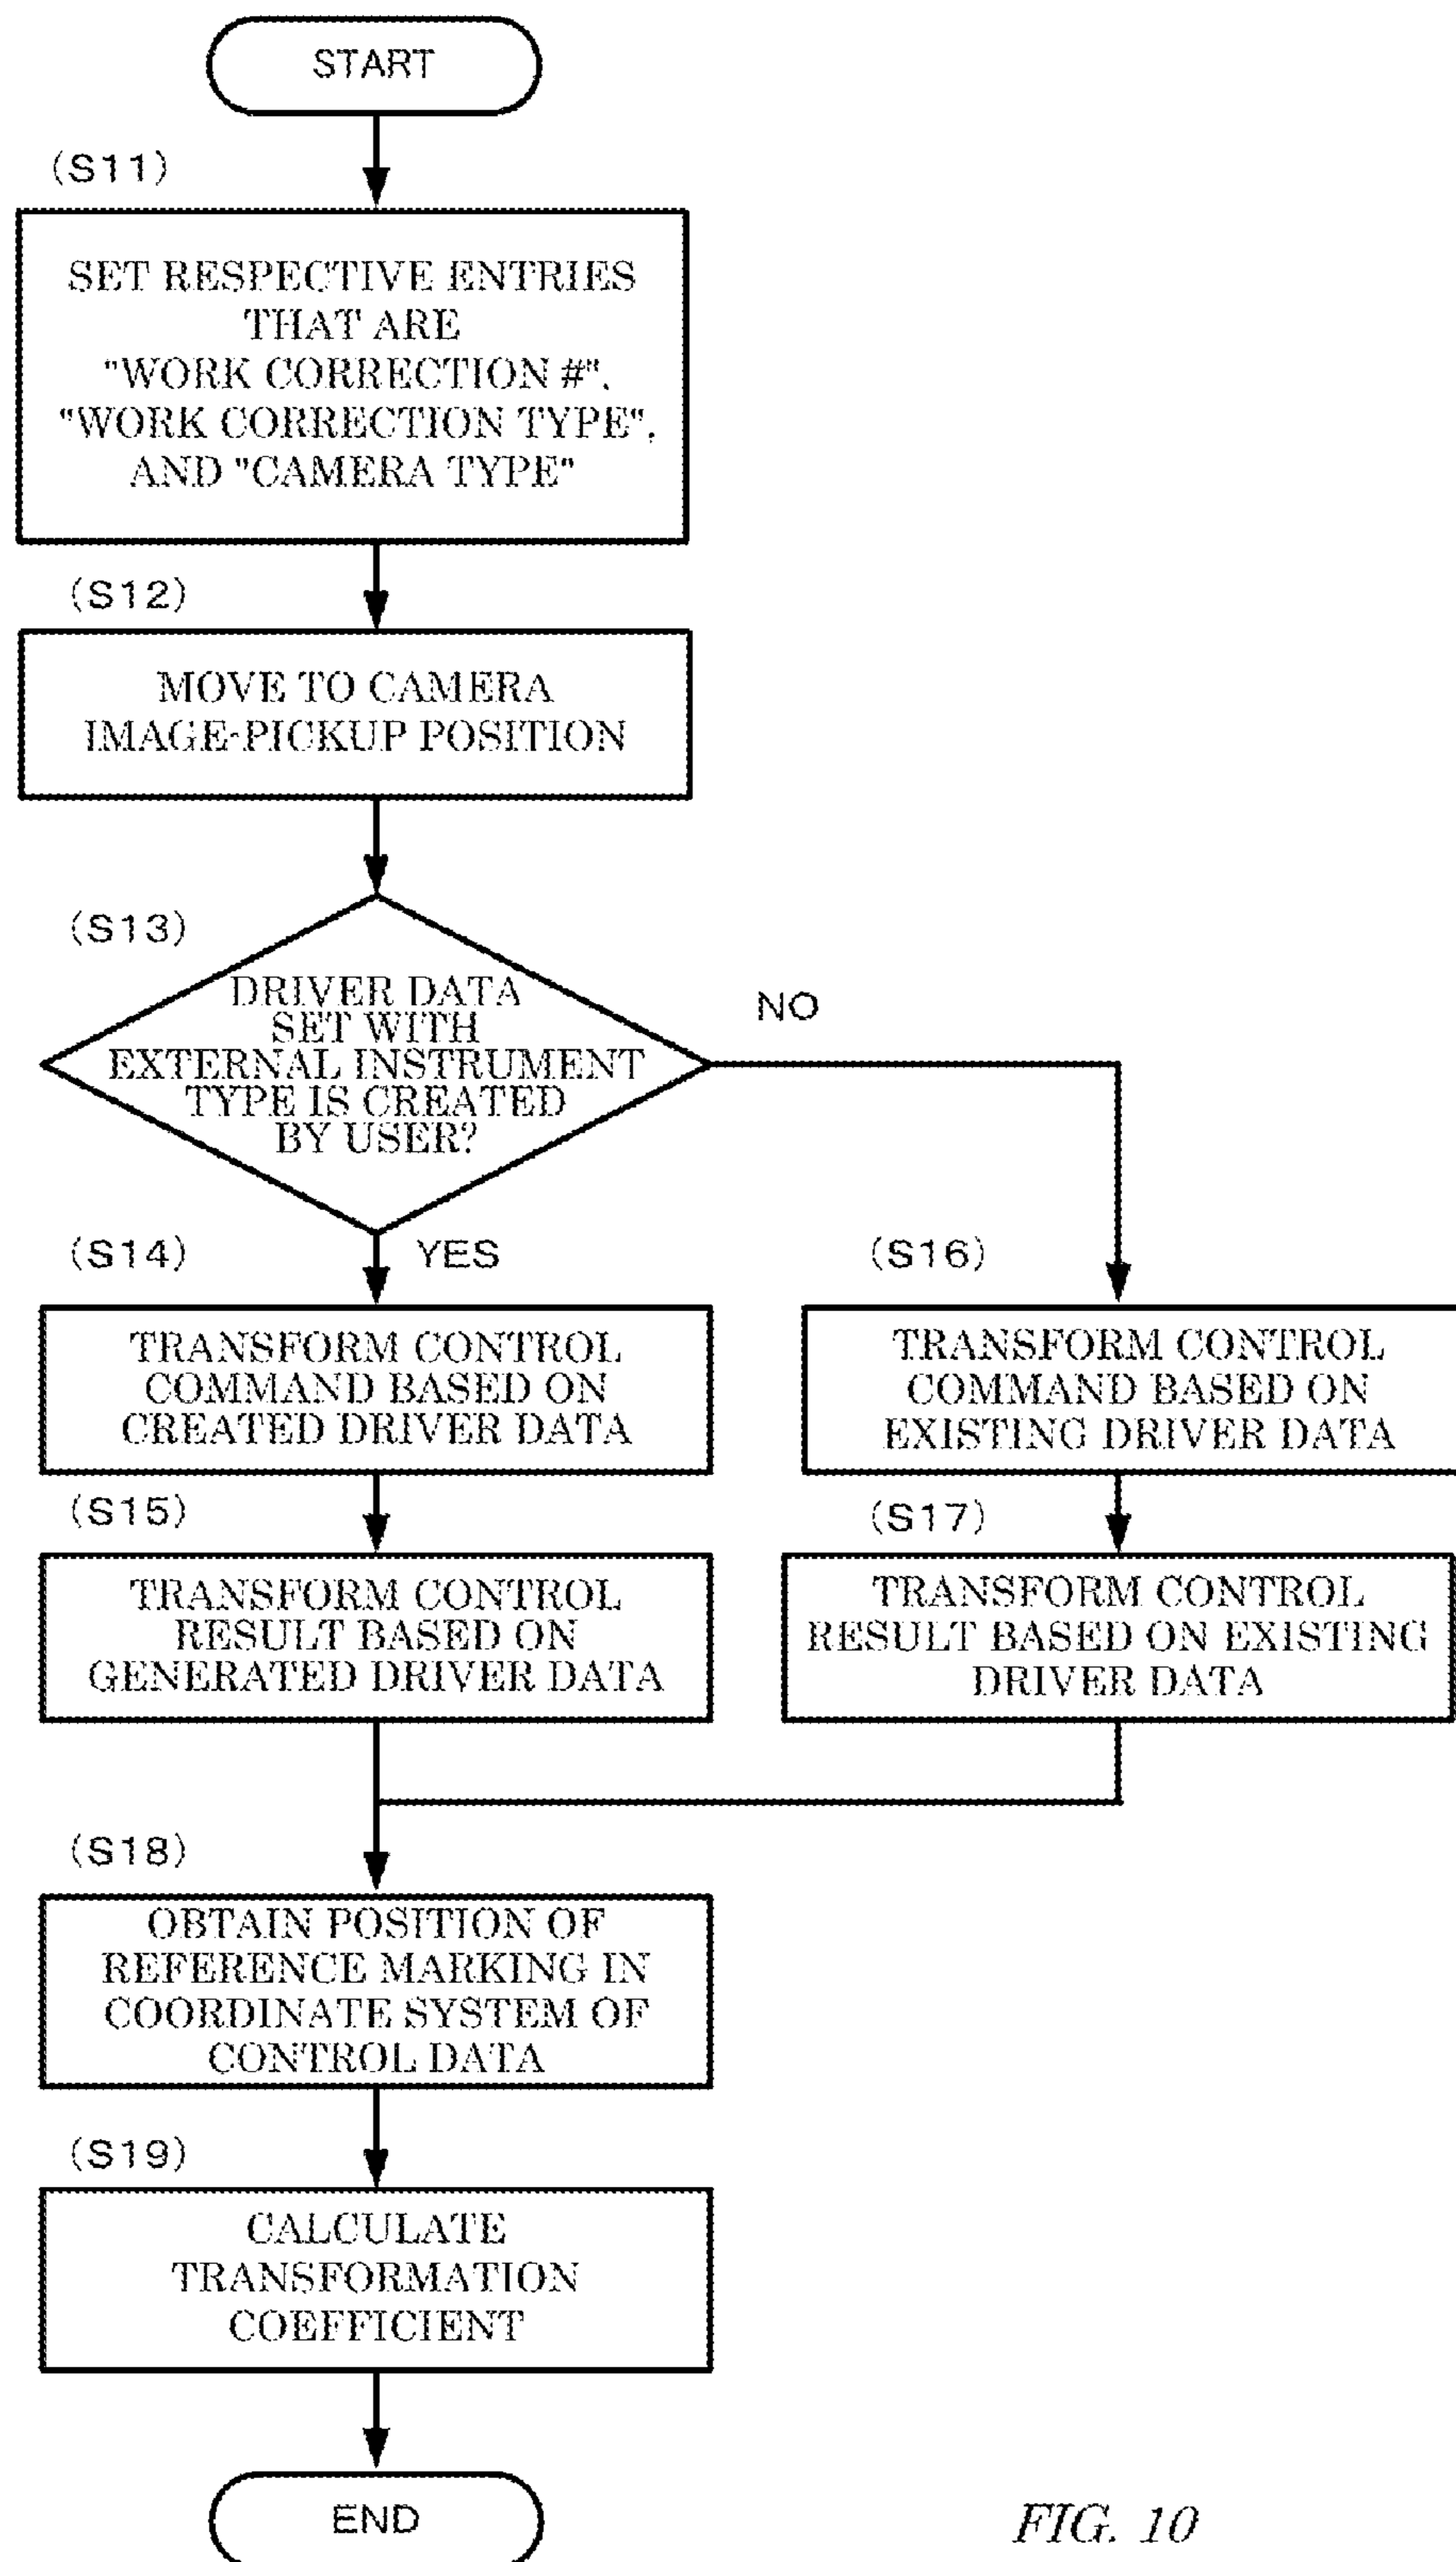 START
(S11)
SET RESPECTIVE ENTRIES
THAT ARE
"WORK CORRECTION #",
"WORK CORRECTION TYPE",
AND "CAMERA TYPE"
(S12)
MOVE TO CAMERA
IMAGE-PICKUP POSITION
(S13)
DRIVER DATA
SET WITH
EXTERNAL INSTRUMENT
TYPE IS CREATED
BY USER?
NO
(S14)
YES
TRANSFORM CONTROL
COMMAND BASED ON
CREATED DRIVER DATA
(S16)
TRANSFORM CONTROL
COMMAND BASED ON
EXISTING DRIVER DATA
(S15)
TRANSFORM CONTROL
RESULT BASED ON
GENERATED DRIVER DATA
(S17)
TRANSFORM CONTROL
RESULT BASED ON EXISTING
DRIVER DATA
(S18)
OBTAIN POSITION OF
REFERENCE MARKING IN
COORDINATE SYSTEM OF
CONTROL DATA
(S19)
CALCULATE
TRANSFORMATION
COEFFICIENT
END
FIG. 10